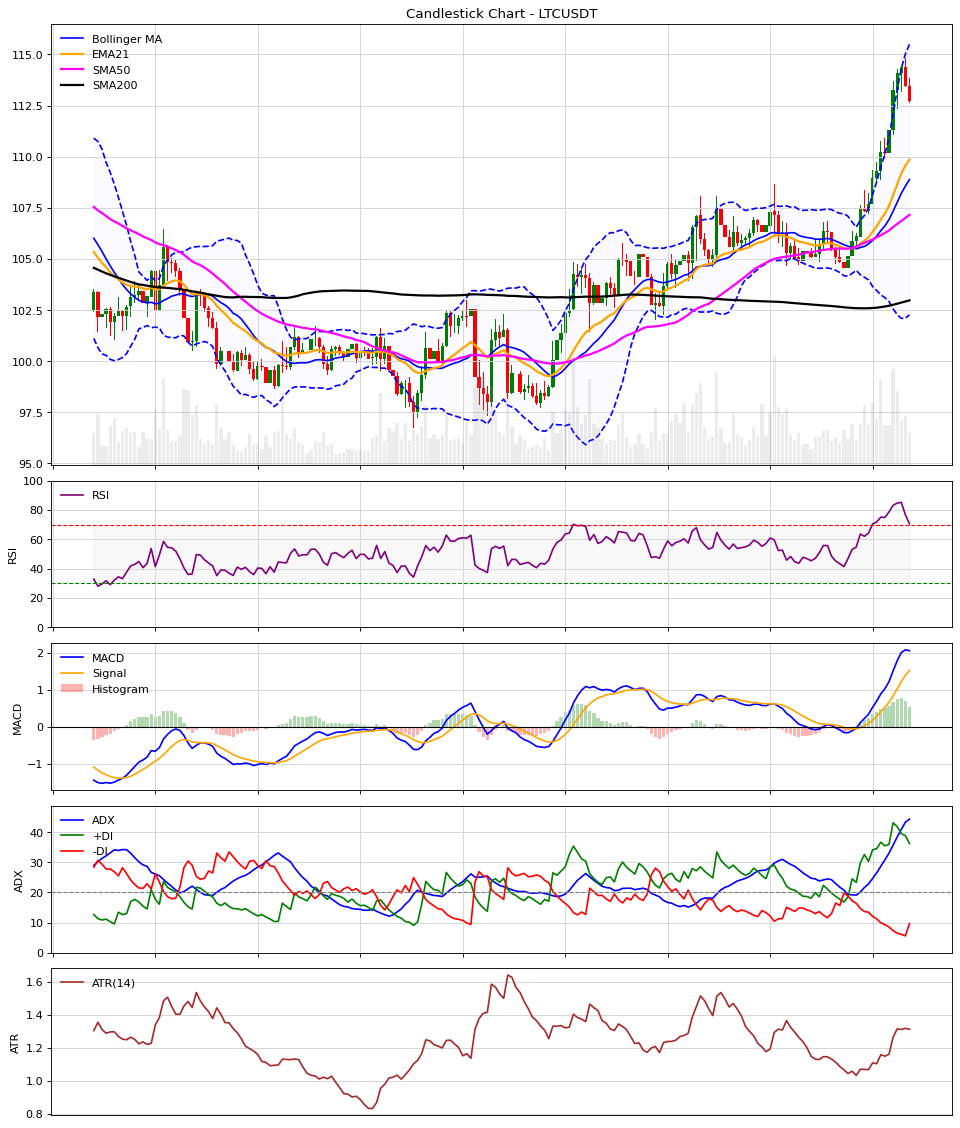 Candlestick Chart - LTCUSDT
Bollinger MA
EMA21
SMA50
SMA200
115.0
112.5
110.0
107.5
105.0
102.5
100.0
97.5
95.0
RSI
100
80
60
40
20
0
RSI
MACD
Signal
Histogram
2
1
0
−1
MACD
ADX
+DI
-DI
40
30
20
10
0
ADX
ATR(14)
1.6
1.4
1.2
1.0
0.8
ATR